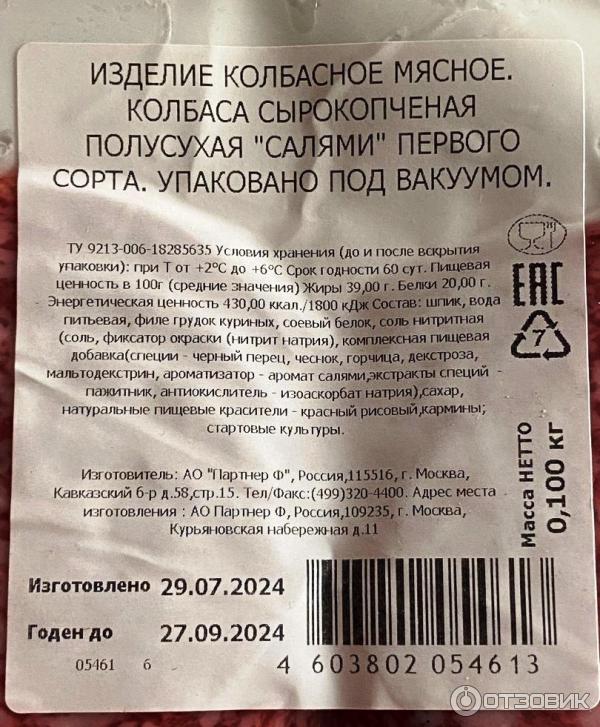 ИЗДЕЛИЕ КОЛБАСНОЕ МЯСНОЕ.
КОЛБАСА СЫРОКОПЧЕНАЯ
ПОЛУСУХАЯ "САЛЯМИ" ПЕРВОГО
СОРТА. УПАКОВАНО ПОД ВАКУУМОМ.
ТУ 9213-006-18285635 Условия хранения (до и после вскрытия
упаковки): при Т от +2°С до +6°С Срок годности 60 сут. Пищевая
ценность в 100г (средние значения) Жиры 39,00 г. Белки 20,00 г.
Энергетическая ценность 430,00 ккал./1800 кДж Состав: шпик, вода
питьевая, филе грудок куриных, соевый белок, соль нитритная
(соль, фиксатор окраски (нитрит натрия), комплексная пищевая
добавка(специи - черный перец, чеснок, горчица, декстроза,
мальтодекстрин, ароматизатор - аромат салями,экстракты специй -
пажитник, антиокислитель - изоаскорбат натрия),сахар,
натуральные пищевые красители - красный рисовый,кармины;
стартовые культуры.
EAC
7
Масса НЕТТО
0,100 кг
Изготовитель: АО "Партнер Ф", Россия,115516, г. Москва,
Кавказский б-р д.58,стр.15. Тел/Факс:(499)320-4400. Адрес места
изготовления : АО Партнер Ф, Россия,109235, г. Москва,
Курьяновская набережная д.11
Изготовлено 29.07.2024
Годен до 27.09.2024
05461 6
4 603802 054613
ОТЗОВИК